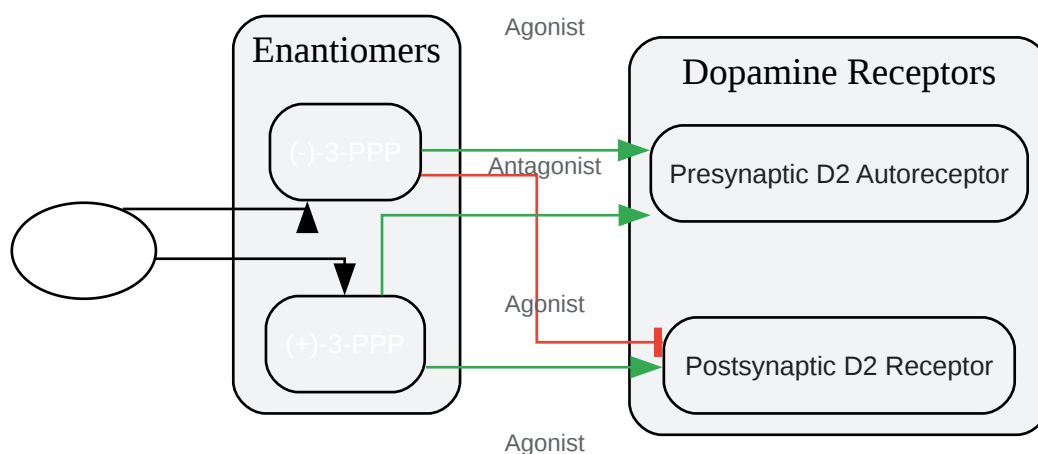 Agonist
Enantiomers
Dopamine Receptors
(-)-3-PPP
Antagonist
Presynaptic D2 Autoreceptor
Agonist
(+)-3-PPP
Postsynaptic D2 Receptor
Agonist